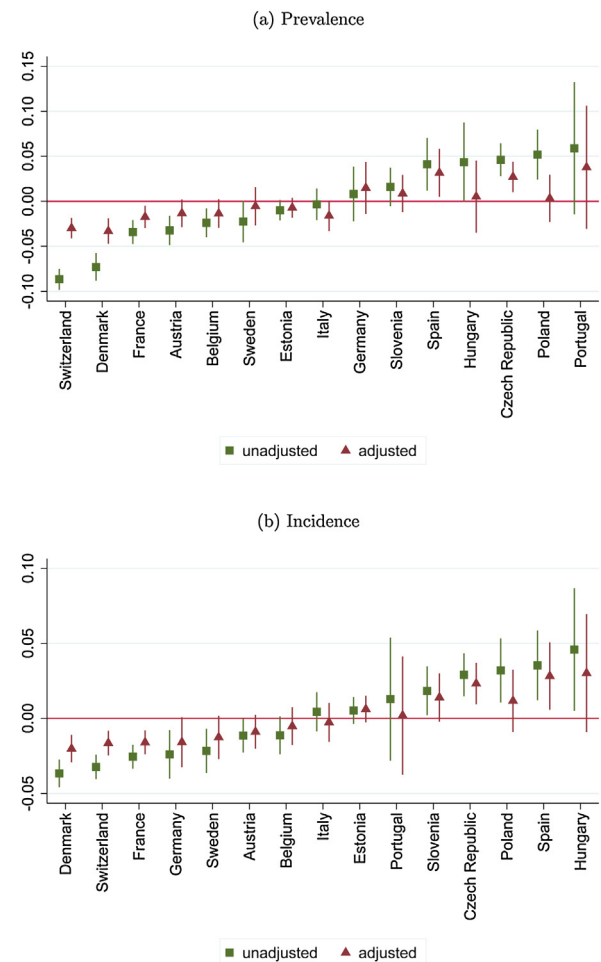 (a) Prevalence
0.15
0.10
0.05
0.00
-0.05
-0.10
Switzerland
Denmark
France
Austria
Belgium
Sweden
Estonia
Italy
Germany
Slovenia
Spain
Hungary
Czech Republic
Poland
Portugal
unadjusted adjusted
(b) Incidence
0.10
0.05
0.00
-0.05
Denmark
Switzerland
France
Germany
Sweden
Austria
Belgium
Italy
Estonia
Portugal
Slovenia
Czech Republic
Poland
Spain
Hungary
unadjusted adjusted